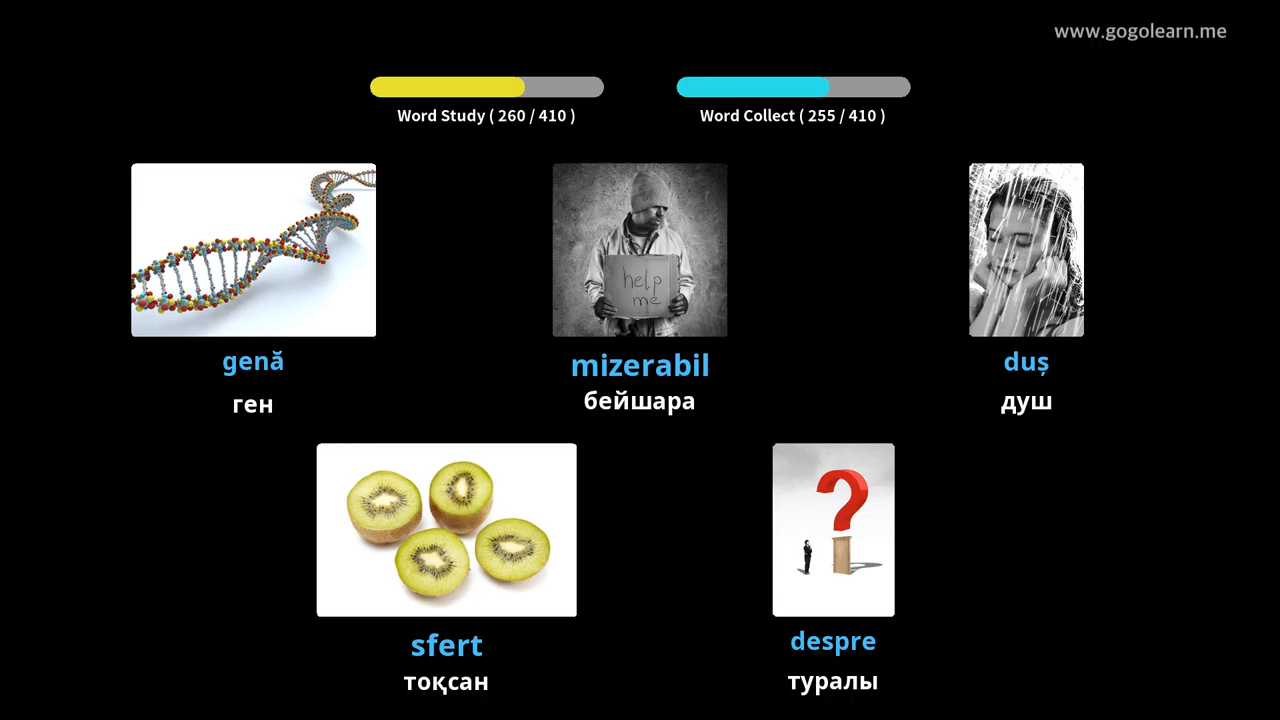 www.gogolearn.me
Word Study ( 260 / 410 )
Word Collect ( 255 / 410 )
help
me
genă
ген
mizerabil
бейшара
duș
душ
sfert
тоқсан
despre
туралы